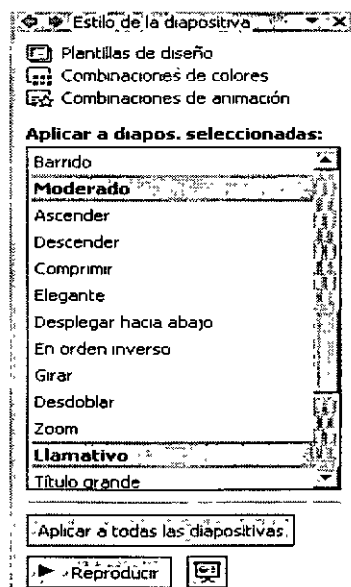 Estilo de la diapositiva
Plantillas de diseño
Combinaciones de colores
Combinaciones de animación
Aplicar a diapos. seleccionadas:
Barrido
Moderado
Ascender
Descender
Comprimir
Elegante
Desplegar hacia abajo
En orden inverso
Girar
Desdoblar
Zoom
Llamativo
Título grande
Aplicar a todas las diapositivas
Reproducir